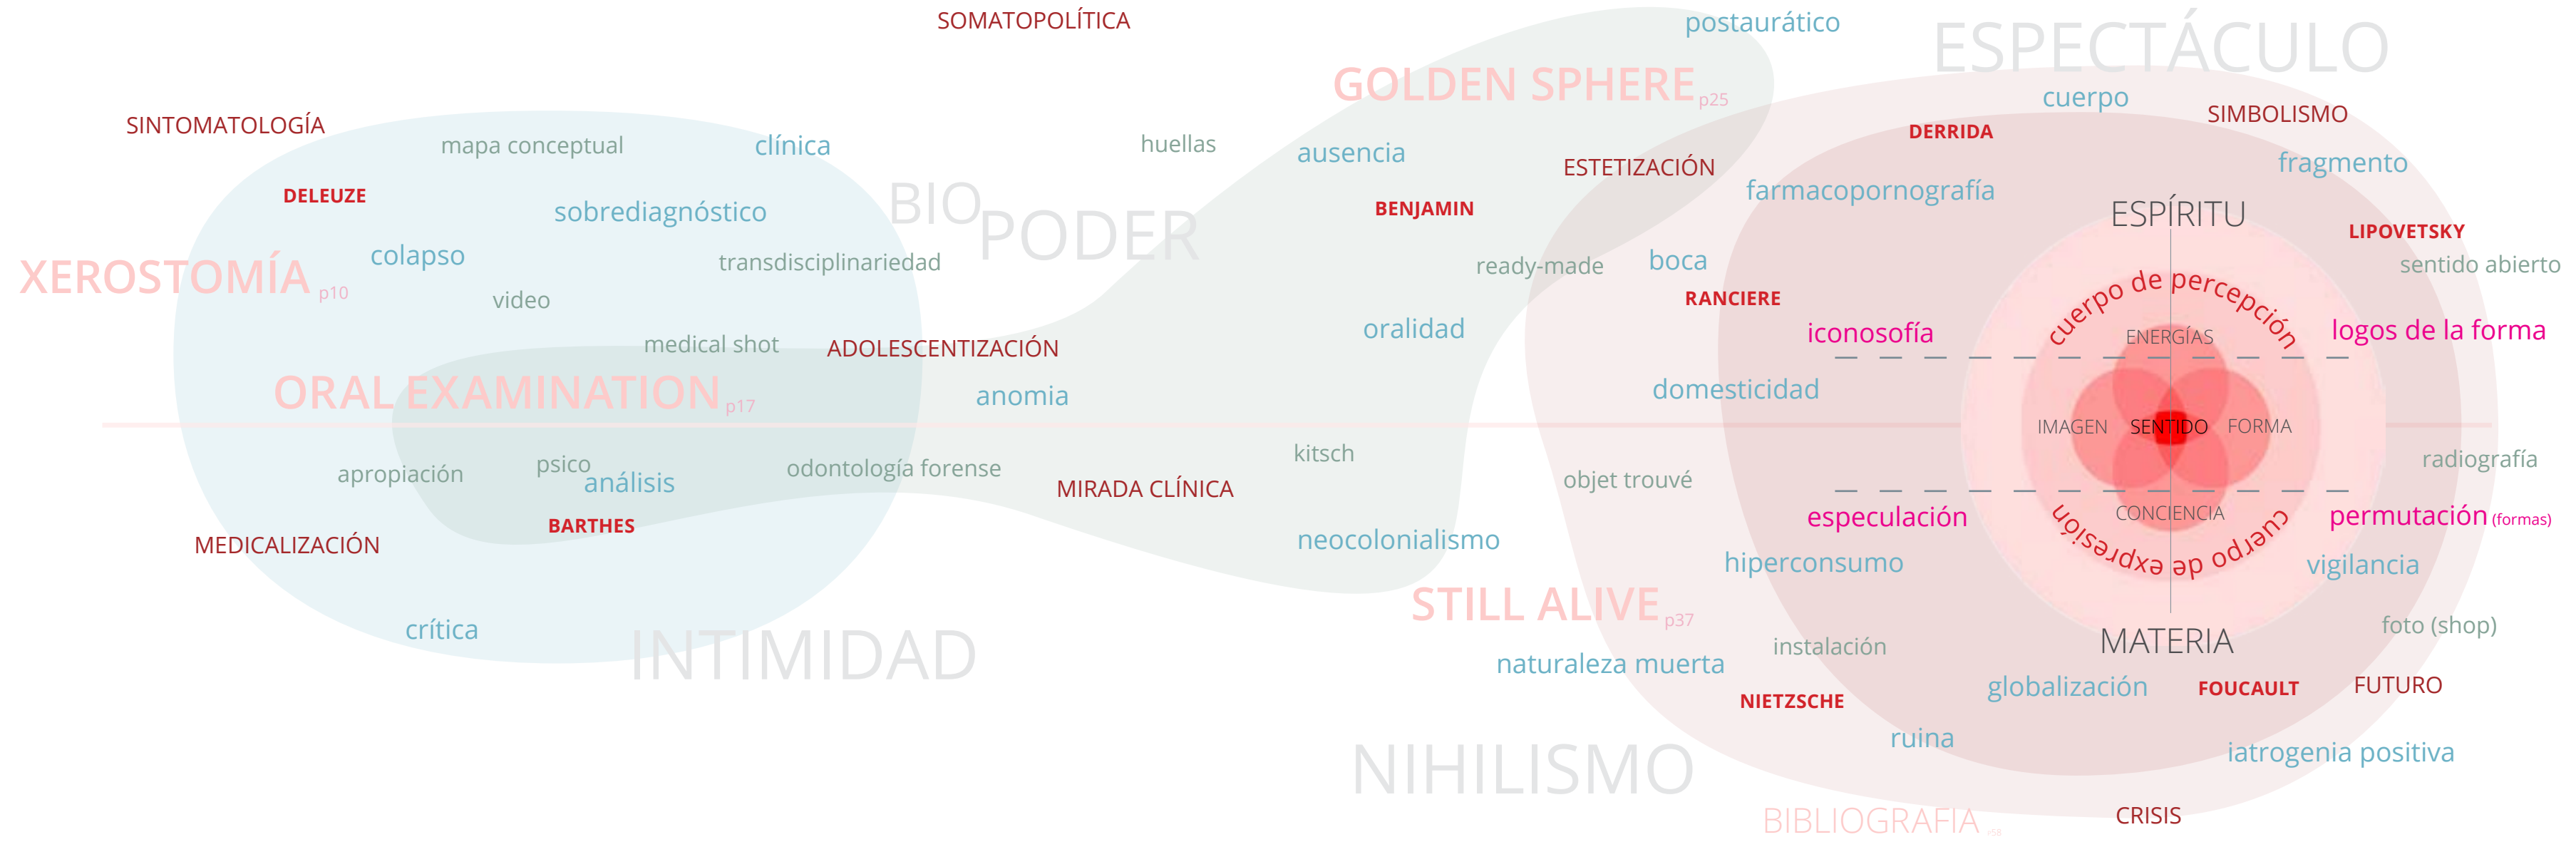 SOMATOPOLÍTICA
postaurático
ESPECTÁCULO
GOLDEN SPHERE p25
cuerpo
SIMBOLISMO
SINTOMATOLOGÍA
mapa conceptual
clínica
huellas
ausencia
ESTETIZACIÓN
DERRIDA
fragmento
DELEUZE
sobrediagnóstico
BIO
PODER
BENJAMIN
farmacopornografía
ESPÍRITU
LIPOVETSKY
XEROSTOMÍA p10
colapso
transdisciplinariedad
ready-made
boca
sentido abierto
video
RANCIERE
cuerpo de percepción
medical shot
ADOLESCENTIZACIÓN
oralidad
iconosofía
ENERGÍAS
logos de la forma
ORAL EXAMINATION p17
anomia
domesticidad
IMAGEN
SENTIDO
FORMA
apropiación
psico
análisis
odontología forense
kitsch
objet trouvé
radiografía
MIRADA CLÍNICA
MEDICALIZACIÓN
BARTHES
neocolonialismo
especulación
CONCIENCIA
permutación (formas)
cuerpo de expresión
hiperconsumo
vigilancia
STILL ALIVE p37
crítica
INTIMIDAD
naturaleza muerta
instalación
MATERIA
foto (shop)
NIETZSCHE
globalización
FOUCAULT
FUTURO
NIHILISMO
ruina
iatrogenia positiva
BIBLIOGRAFIA
CRISIS